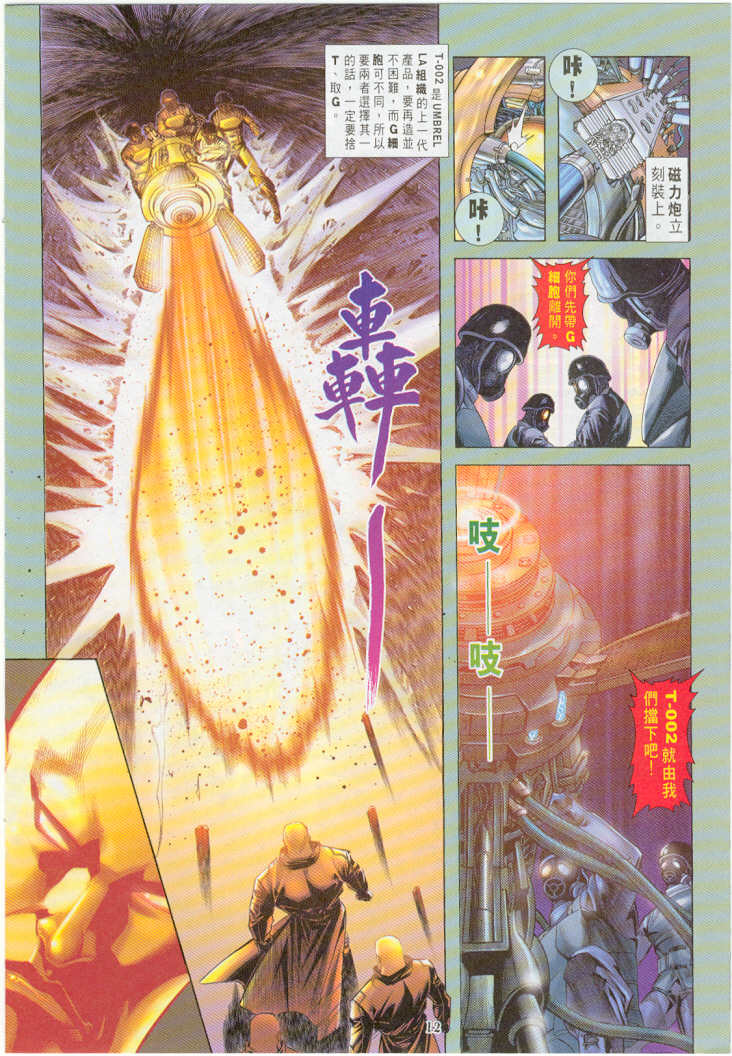 咔！
磁力炮立
刻裝上。
咔！
你們先帶G
細胞離開。
吱——吱——
T-002就由我
們擋下吧！
T-002是UMBREL
LA組織的上一代
產品，要再造並
不困難，而G細
胞可不同，所以
要兩者選擇其一
的話，一定要捨
T、取G。
轟——
12